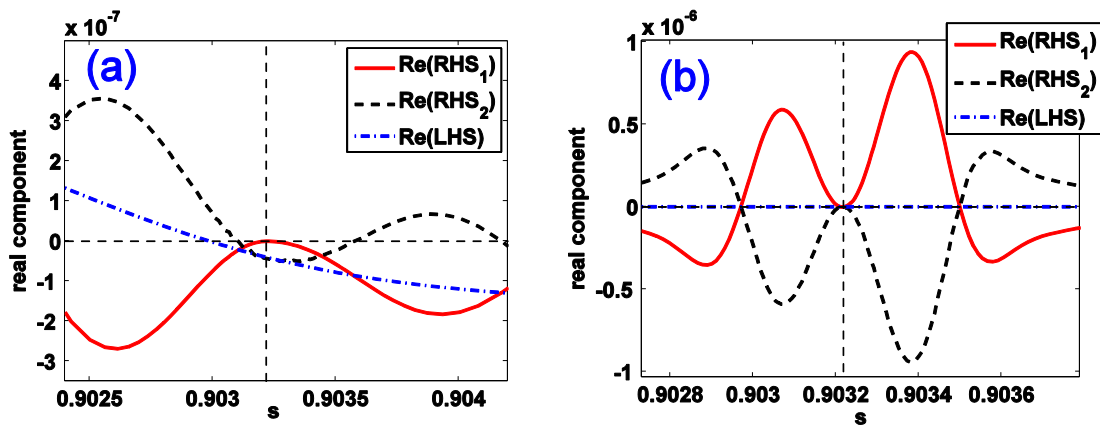 x 10⁻⁷
(a)
Re(RHS₁)
Re(RHS₂)
Re(LHS)
4
3
2
1
0
-1
-2
-3
real component
0.9025
0.903
0.9035
0.904
s
x 10⁻⁶
(b)
Re(RHS₁)
Re(RHS₂)
Re(LHS)
1
0.5
0
-0.5
-1
real component
0.9028
0.903
0.9032
0.9034
0.9036
s